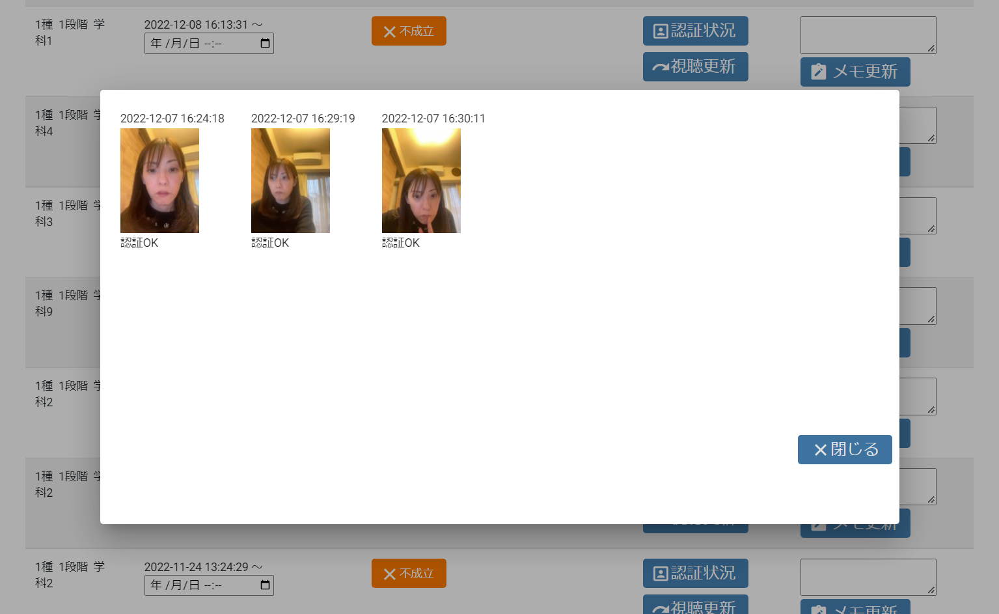 1種 1段階 学
科1
2022-12-08 16:13:31 ～
年 /月/日 --:--
不成立
認証状況
視聴更新
メモ更新
1種 1段階 学
科4
1種 1段階 学
科3
1種 1段階 学
科9
1種 1段階 学
科2
1種 1段階 学
科2
2022-12-07 16:24:18
2022-12-07 16:29:19
2022-12-07 16:30:11
認証OK
認証OK
認証OK
閉じる
メモ更新
1種 1段階 学
科2
2022-11-24 13:24:29 ～
年 /月/日 --:--
不成立
認証状況
視聴更新
メモ更新